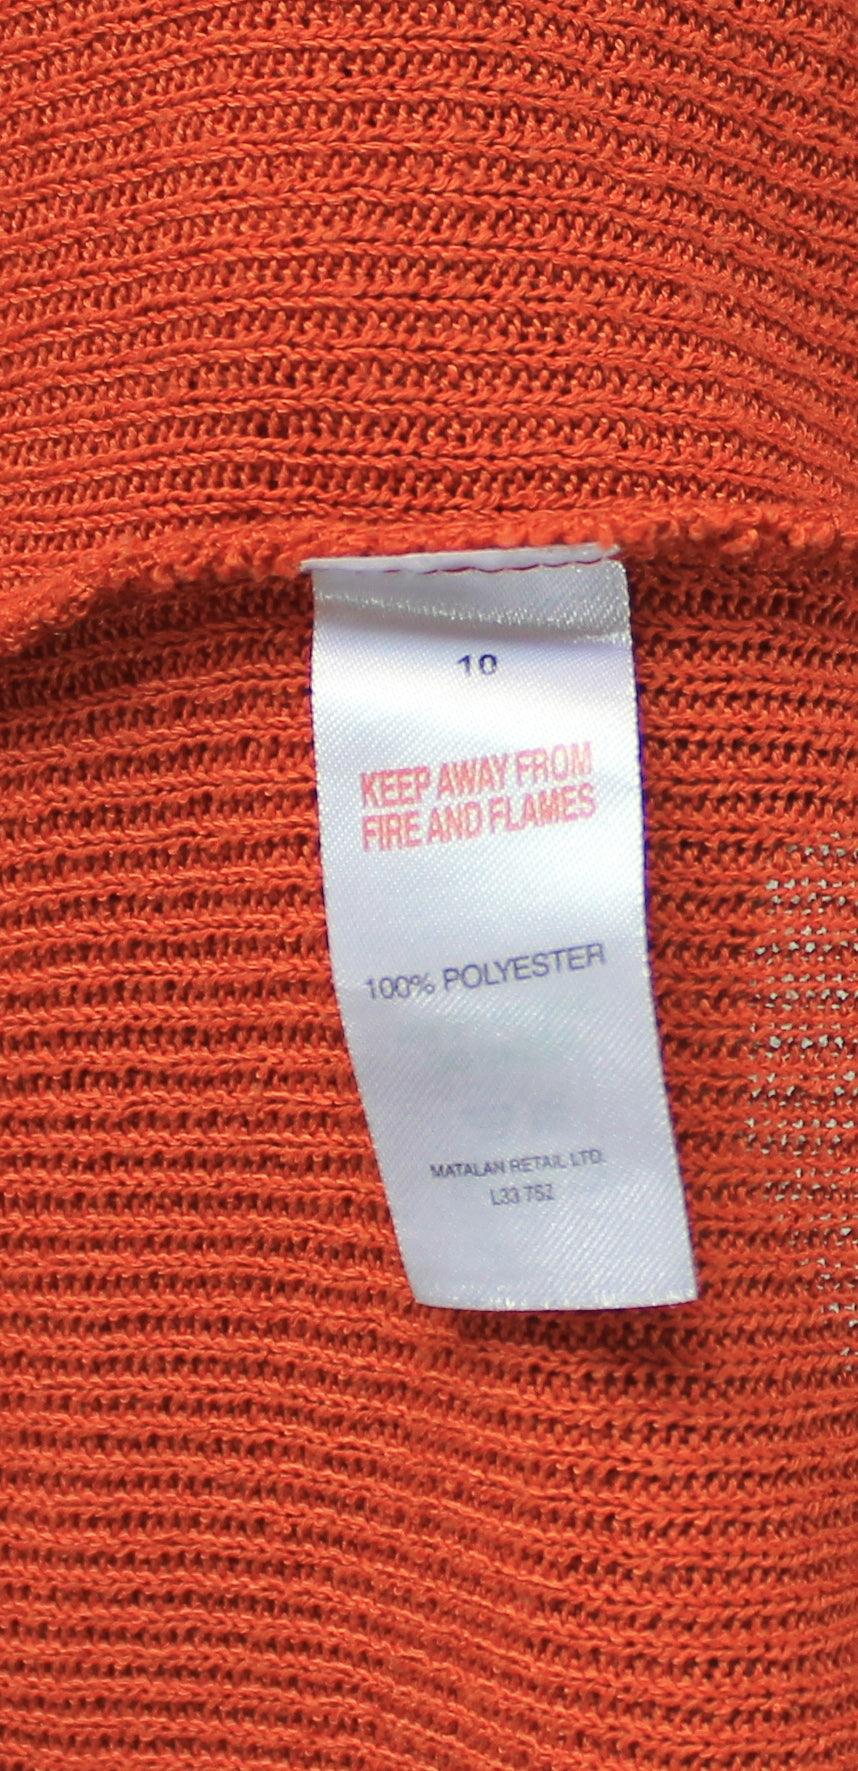 10
KEEP AWAY FROM
FIRE AND FLAMES
100% POLYESTER
MATALAN RETAIL LTD.
L33 7SZ